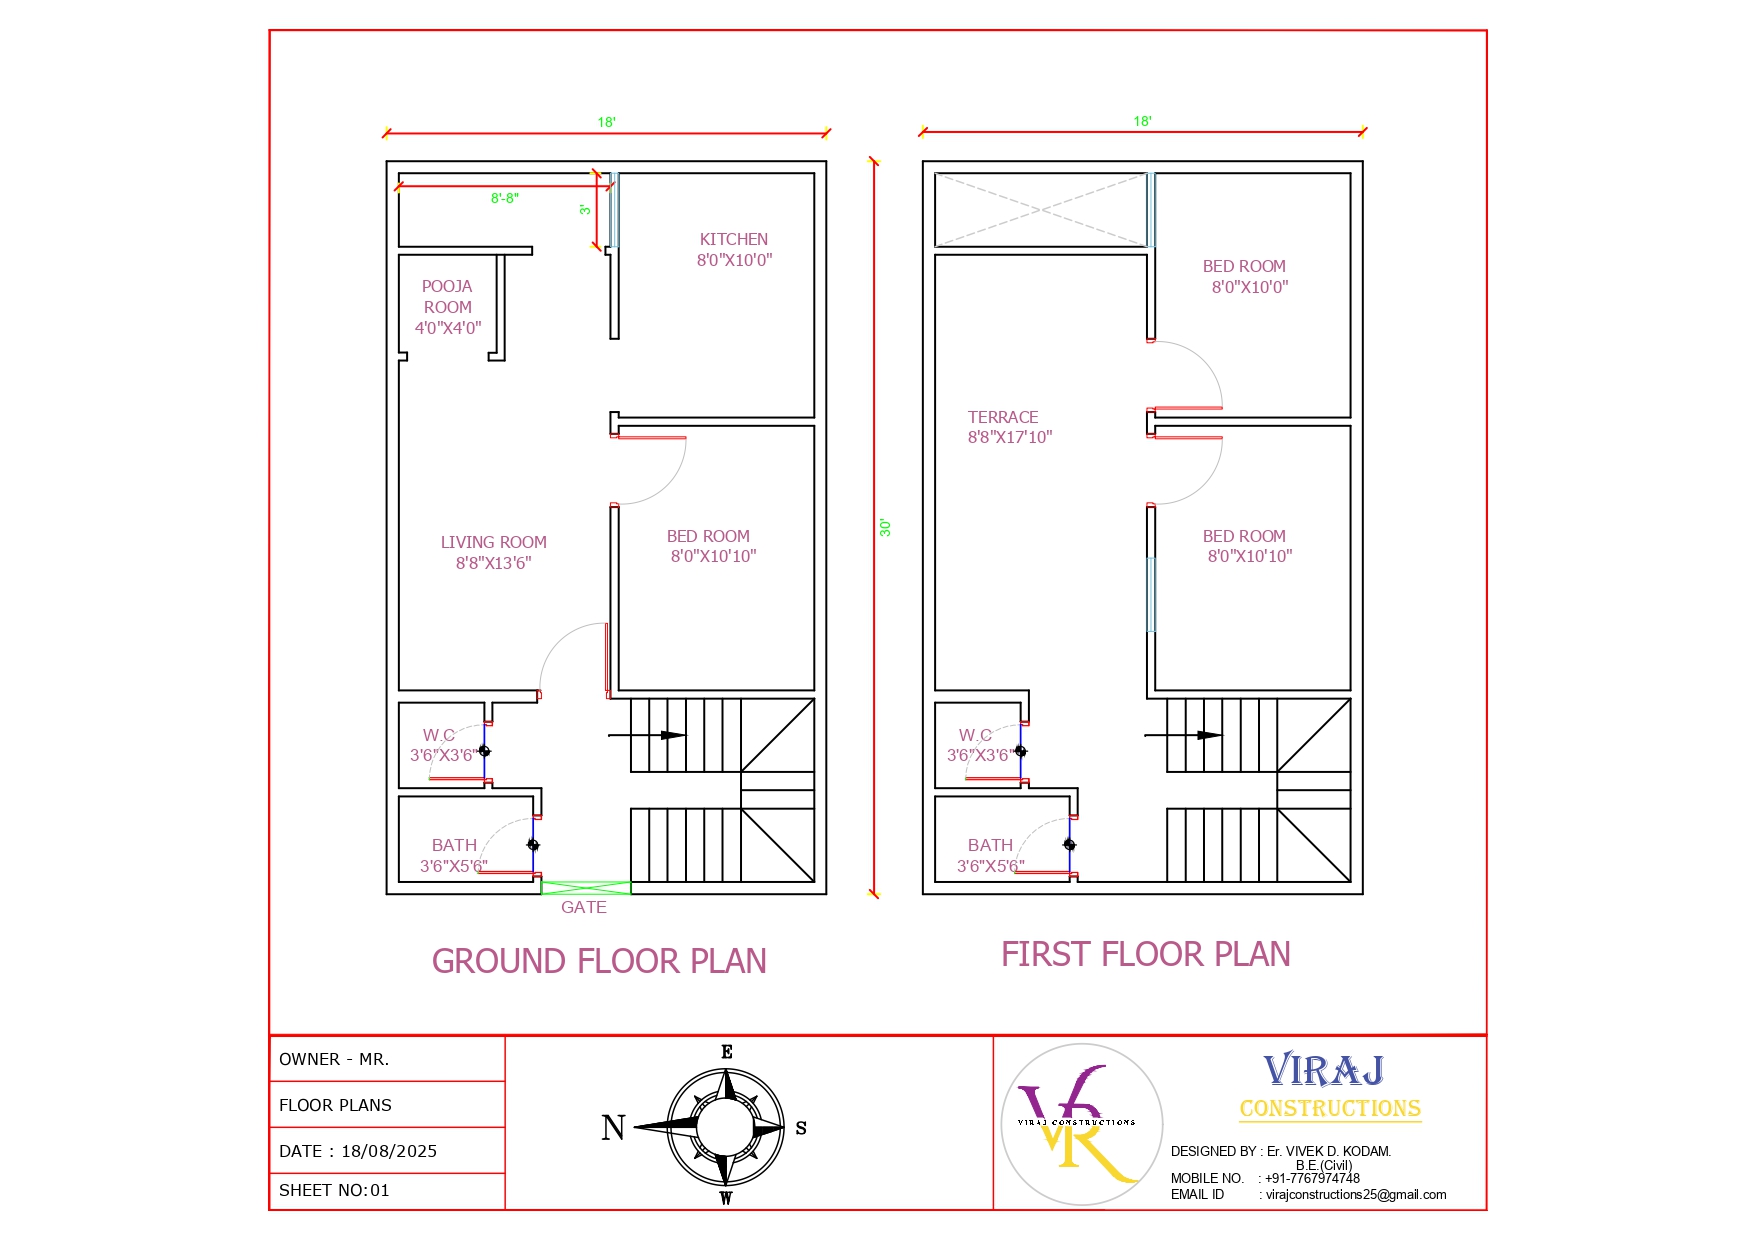 18'
8'-8"
3'
KITCHEN
8'0"X10'0"
POOJA
ROOM
4'0"X4'0"
LIVING ROOM
8'8"X13'6"
BED ROOM
8'0"X10'10"
W.C
3'6"X3'6"
BATH
3'6"X5'6"
GATE
GROUND FLOOR PLAN
30'
18'
BED ROOM
8'0"X10'0"
TERRACE
8'8"X17'10"
BED ROOM
8'0"X10'10"
W.C
3'6"X3'6"
BATH
3'6"X5'6"
FIRST FLOOR PLAN
OWNER - MR.
FLOOR PLANS
DATE : 18/08/2025
SHEET NO:01
E
N
S
W
VR
VIRAJ CONSTRUCTIONS
VR
VIRAJ
CONSTRUCTIONS
DESIGNED BY : Er. VIVEK D. KODAM.
B.E.(Civil)
MOBILE NO. : +91-7767974748
EMAIL ID : virajconstructions25@gmail.com